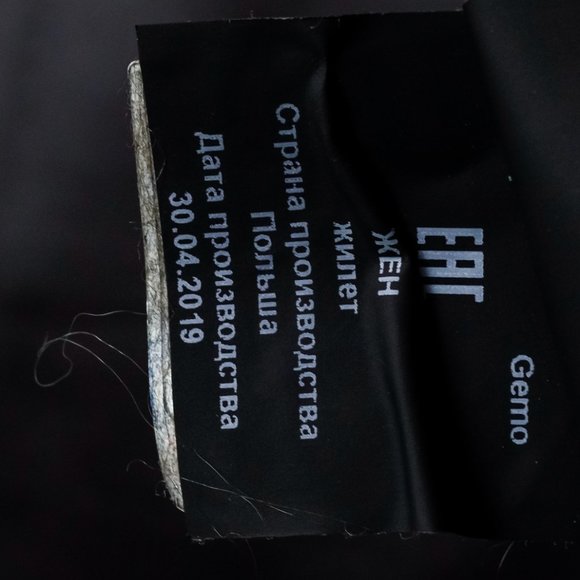 Gemo
EAC
ЖЕН
жилет
Страна производства
Польша
Дата производства
30.04.2019